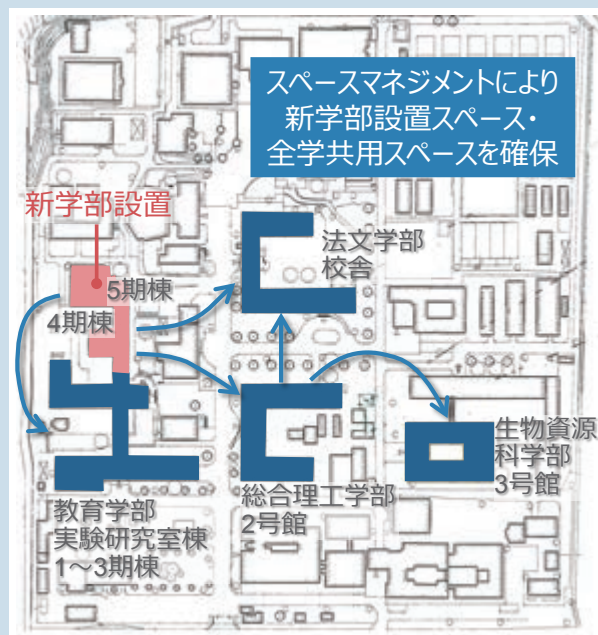 スペースマネジメントにより
新学部設置スペース・
全学共用スペースを確保
新学部設置
法文学部
校舎
5期棟
4期棟
生物資源
科学部
3号館
総合理工学部
2号館
教育学部
実験研究室棟
1～3期棟